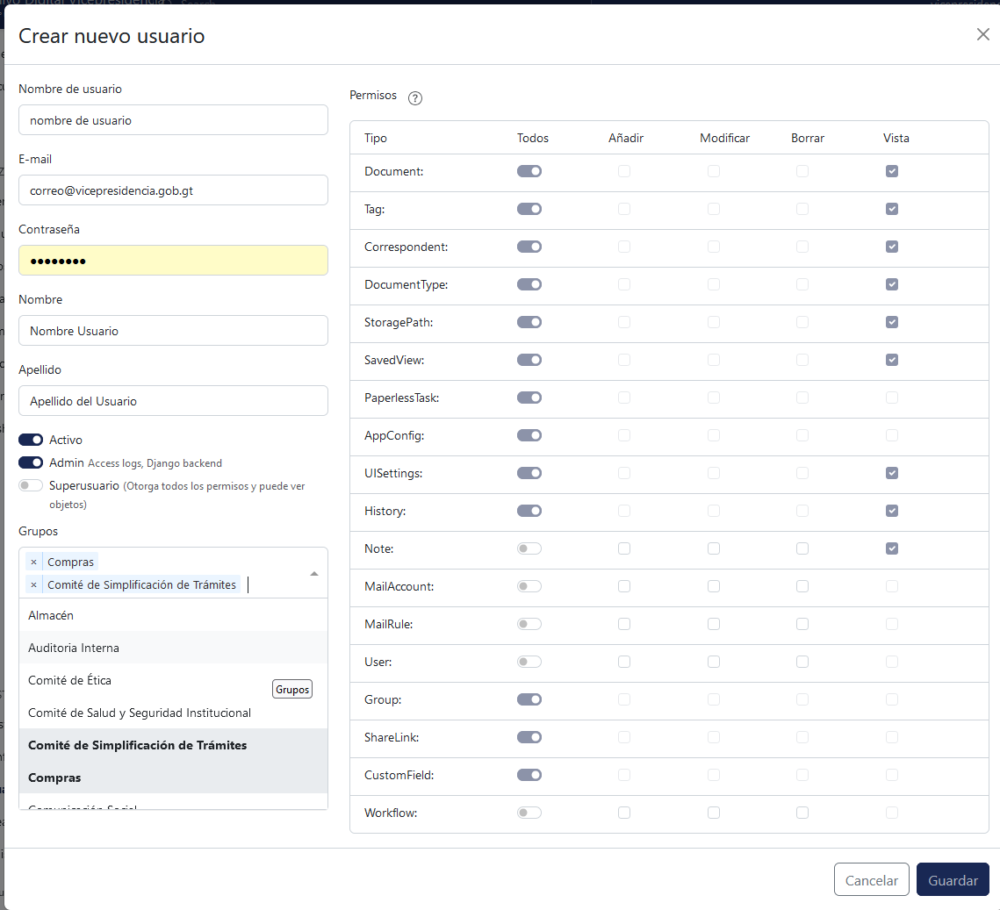 Crear nuevo usuario
Nombre de usuario
nombre de usuario
E-mail
correo@vicepresidencia.gob.gt
Contraseña
Nombre
Nombre Usuario
Apellido
Apellido del Usuario
Activo
Admin Access logs, Django backend
Superusuario (Otorga todos los permisos y puede ver
objetos)
Grupos
× Compras
× Comité de Simplificación de Trámites
Almacén
Auditoria Interna
Comité de Ética
Grupos
Comité de Salud y Seguridad Institucional
Comité de Simplificación de Trámites
Compras
Comunicación Social
Permisos ?
Tipo Todos Añadir Modificar Borrar Vista
Document:
Tag:
Correspondent:
DocumentType:
StoragePath:
SavedView:
PaperlessTask:
AppConfig:
UISettings:
History:
Note:
MailAccount:
MailRule:
User:
Group:
ShareLink:
CustomField:
Workflow:
Cancelar Guardar